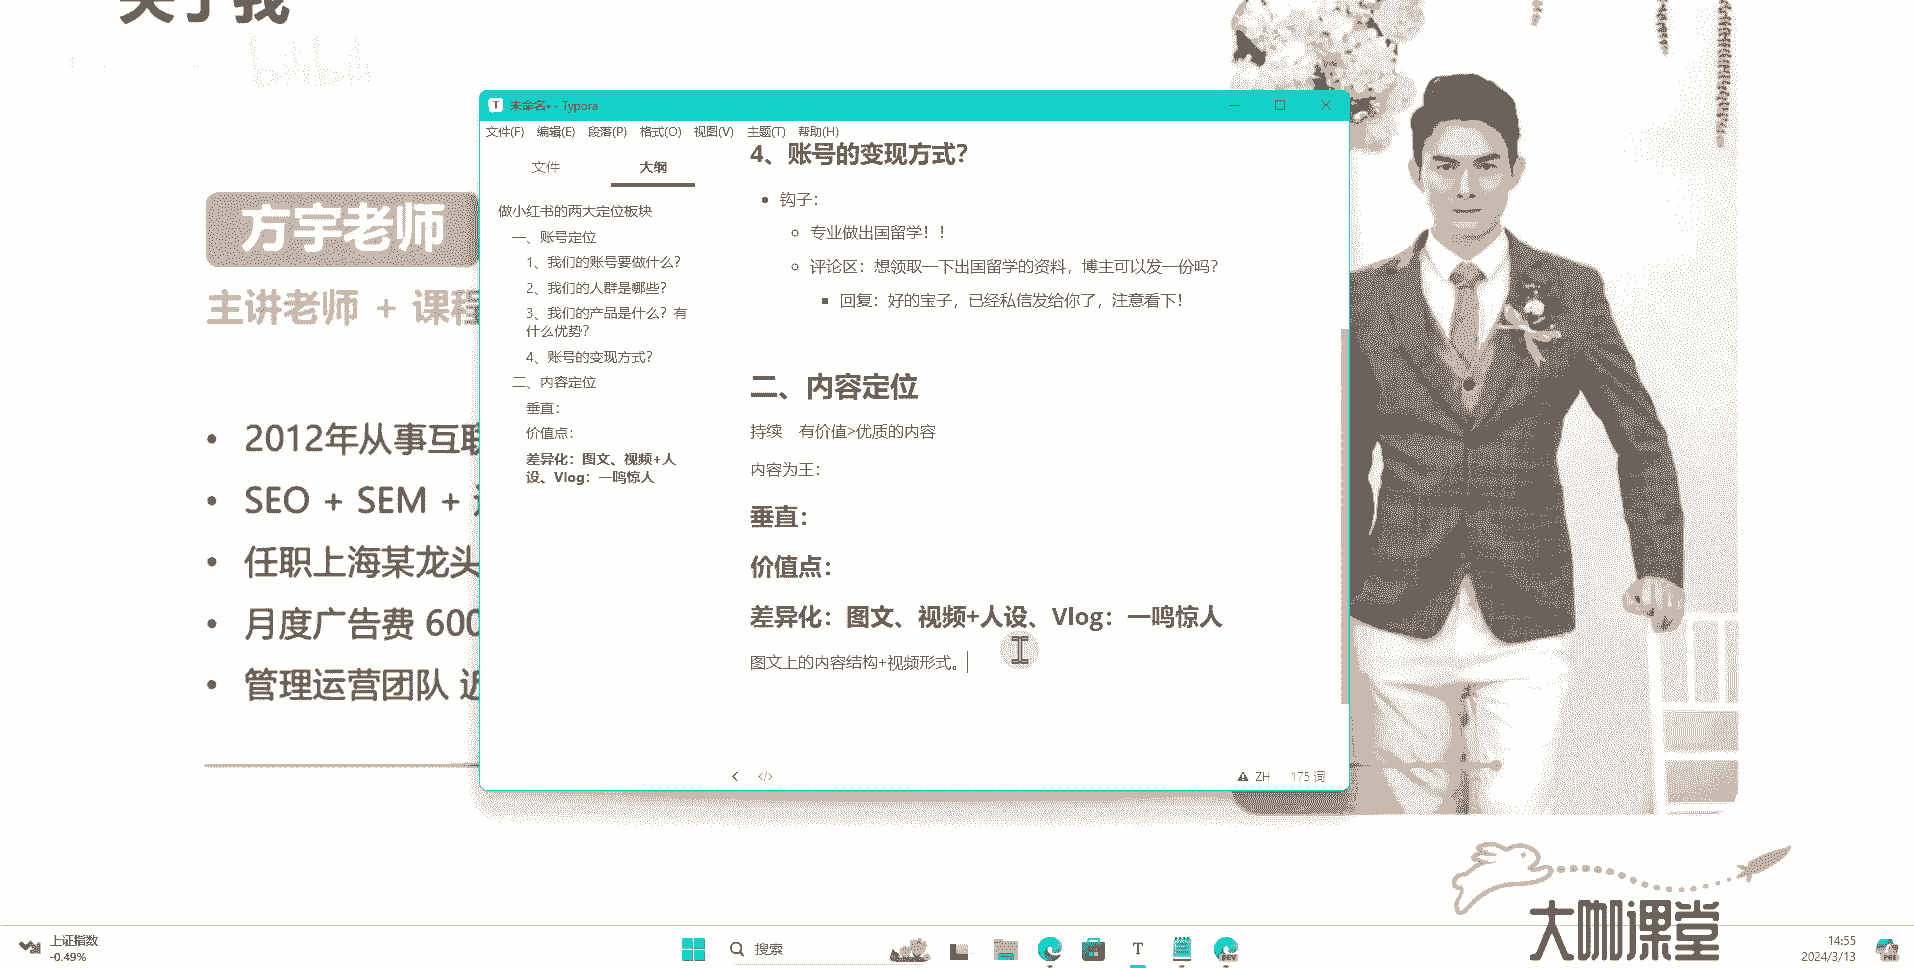 关于我
bilibili
方宇老师
主讲老师 + 课程
2012年从事互联
SEO + SEM +
任职上海某龙头
月度广告费 600
管理运营团队 近
未命名• - Typora
文件(F) 编辑(E) 段落(P) 格式(O) 视图(V) 主题(T) 帮助(H)
文件 大纲
做小红书的两大定位板块
一、账号定位
1、我们的账号要做什么？
2、我们的人群是哪些？
3、我们的产品是什么？有
什么优势？
4、账号的变现方式？
二、内容定位
垂直：
价值点：
差异化：图文、视频+人
设、Vlog：一鸣惊人
4、账号的变现方式？
钩子：
专业做出国留学！！
评论区：想领取一下出国留学的资料，博主可以发一份吗？
回复：好的宝子，已经私信发给你了，注意看下！
二、内容定位
持续 有价值>优质的内容
内容为王：
垂直：
价值点：
差异化：图文、视频+人设、Vlog：一鸣惊人
图文上的内容结构+视频形式。
ZH 175 词
大咖课堂
上证指数
-0.49%
搜索
T
DEV
14:55
2024/3/13
PRE